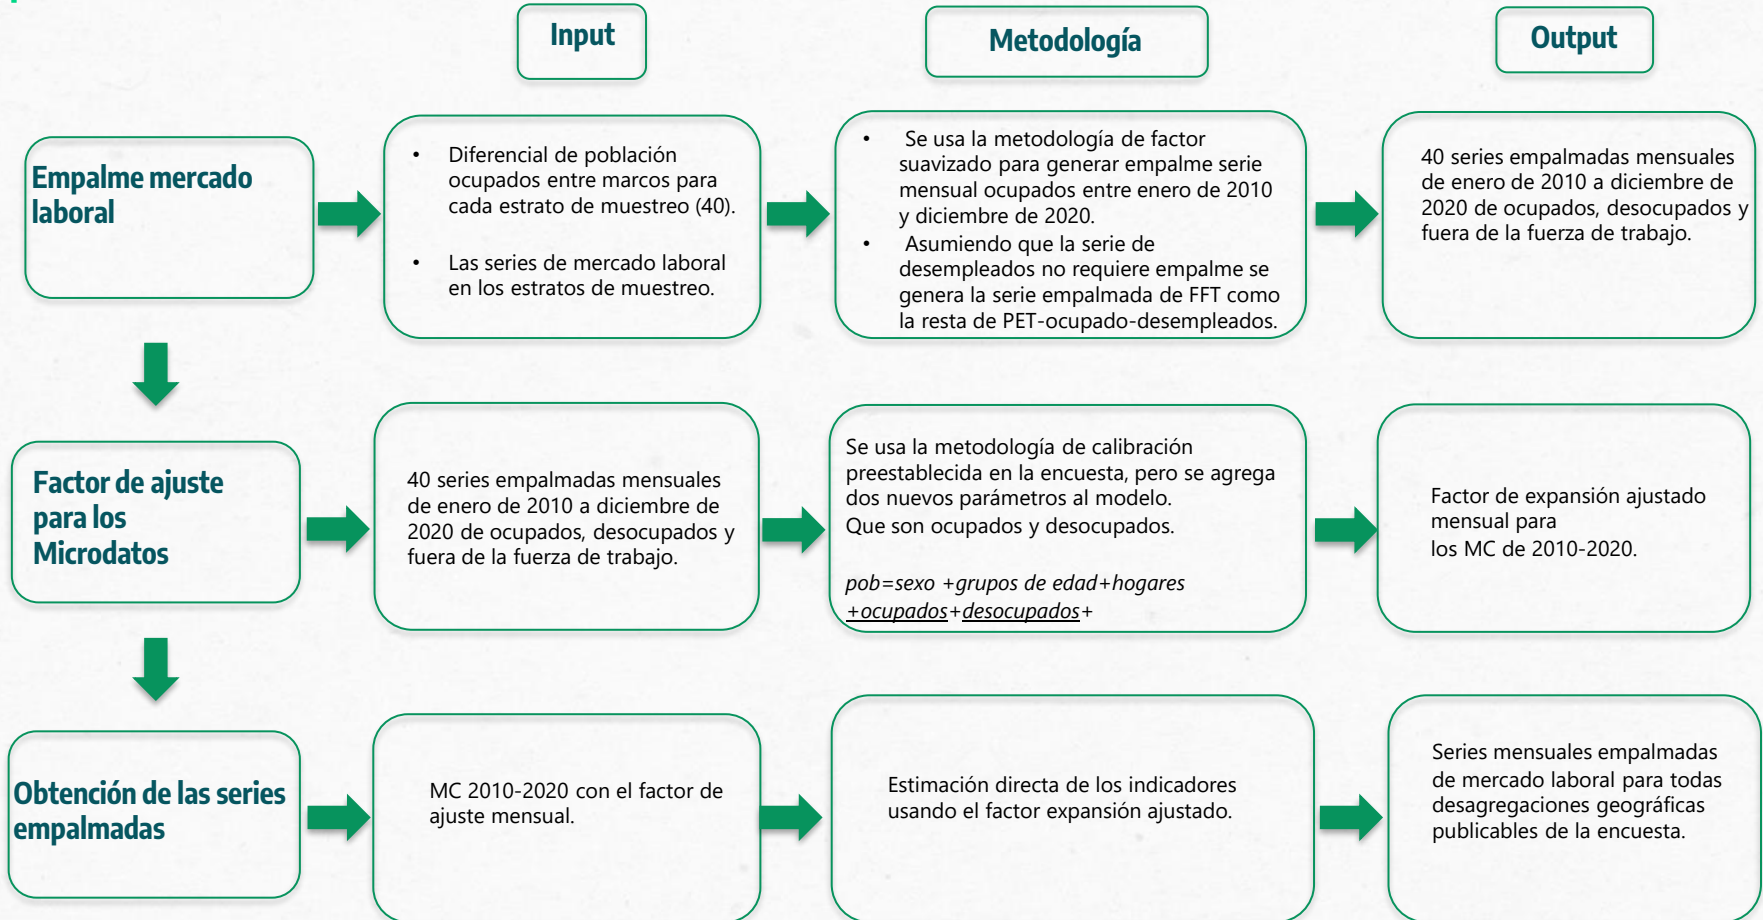 Input
Metodología
Output
Empalme mercado
laboral
• Diferencial de población
ocupados entre marcos para
cada estrato de muestreo (40).
• Las series de mercado laboral
en los estratos de muestreo.
• Se usa la metodología de factor
suavizado para generar empalme serie
mensual ocupados entre enero de 2010
y diciembre de 2020.
• Asumiendo que la serie de
desempleados no requiere empalme se
genera la serie empalmada de FFT como
la resta de PET-ocupado-desempleados.
40 series empalmadas mensuales
de enero de 2010 a diciembre de
2020 de ocupados, desocupados y
fuera de la fuerza de trabajo.
Factor de ajuste
para los
Microdatos
40 series empalmadas mensuales
de enero de 2010 a diciembre de
2020 de ocupados, desocupados y
fuera de la fuerza de trabajo.
Se usa la metodología de calibración
preestablecida en la encuesta, pero se agrega
dos nuevos parámetros al modelo.
Que son ocupados y desocupados.
pob=sexo +grupos de edad+hogares
+ocupados+desocupados+
Factor de expansión ajustado
mensual para
los MC de 2010-2020.
Obtención de las series
empalmadas
MC 2010-2020 con el factor de
ajuste mensual.
Estimación directa de los indicadores
usando el factor expansión ajustado.
Series mensuales empalmadas
de mercado laboral para todas
desagregaciones geográficas
publicables de la encuesta.